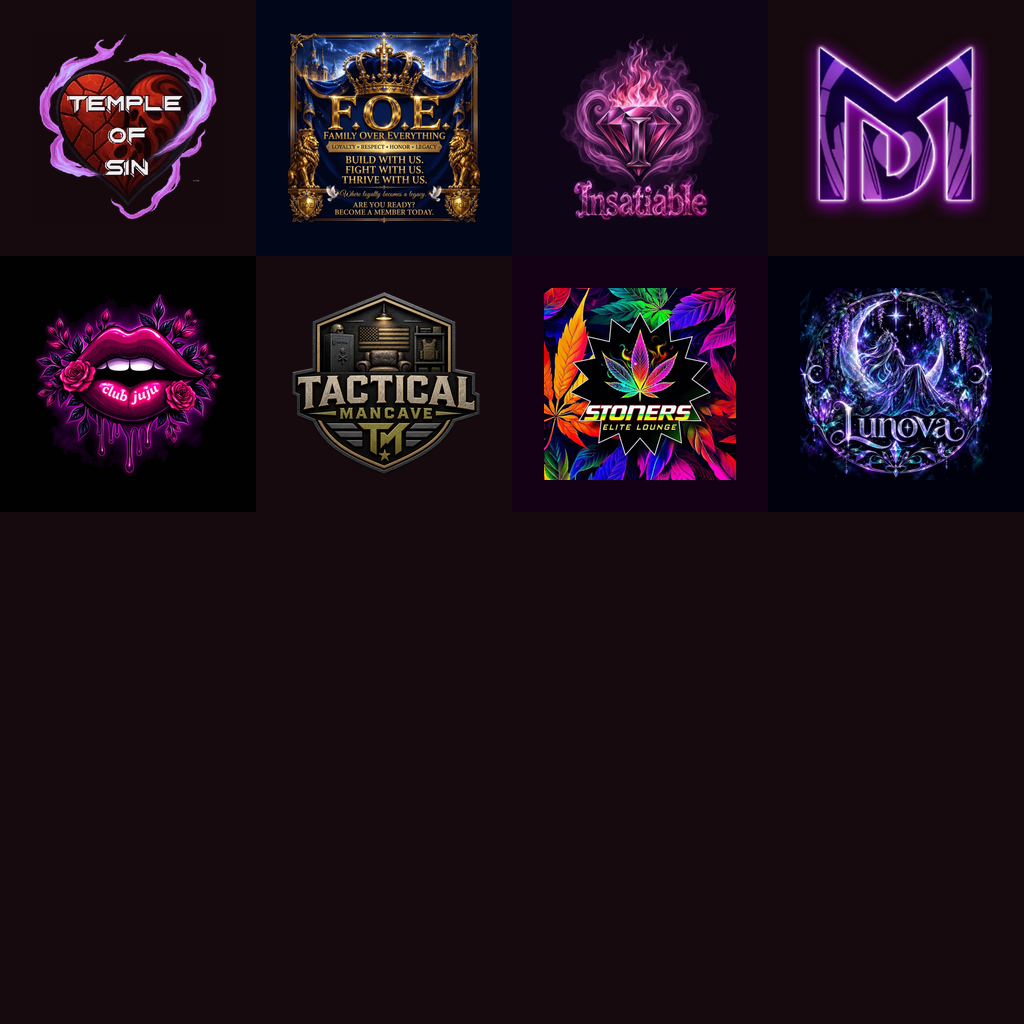 TEMPLE
OF
SIN
F.O.E.
FAMILY OVER EVERYTHING
LOYALTY • RESPECT • HONOR • LEGACY
BUILD WITH US.
FIGHT WITH US.
THRIVE WITH US.
Where loyalty becomes a legacy.
ARE YOU READY?
BECOME A MEMBER TODAY.
I
Insatiable
MD
club juju
TACTICAL
MANCAVE
TM
STONERS
ELITE LOUNGE
Lunova